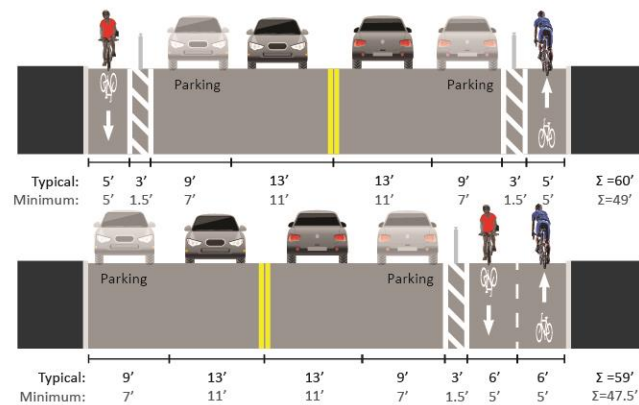 Parking Parking
Typical: 5' 3' 9' 13' 13' 9' 3' 5' Σ =60'
Minimum: 5' 1.5' 7' 11' 11' 7' 1.5' 5' Σ=49'
Parking Parking
Typical: 9' 13' 13' 9' 3' 6' 6' Σ =59'
Minimum: 7' 11' 11' 7' 1.5' 5' 5' Σ=47.5'